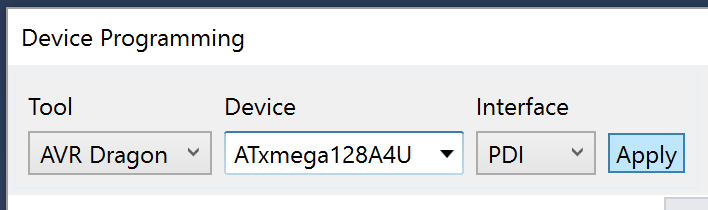 Device Programming
Tool Device Interface
AVR Dragon ATxmega128A4U PDI Apply